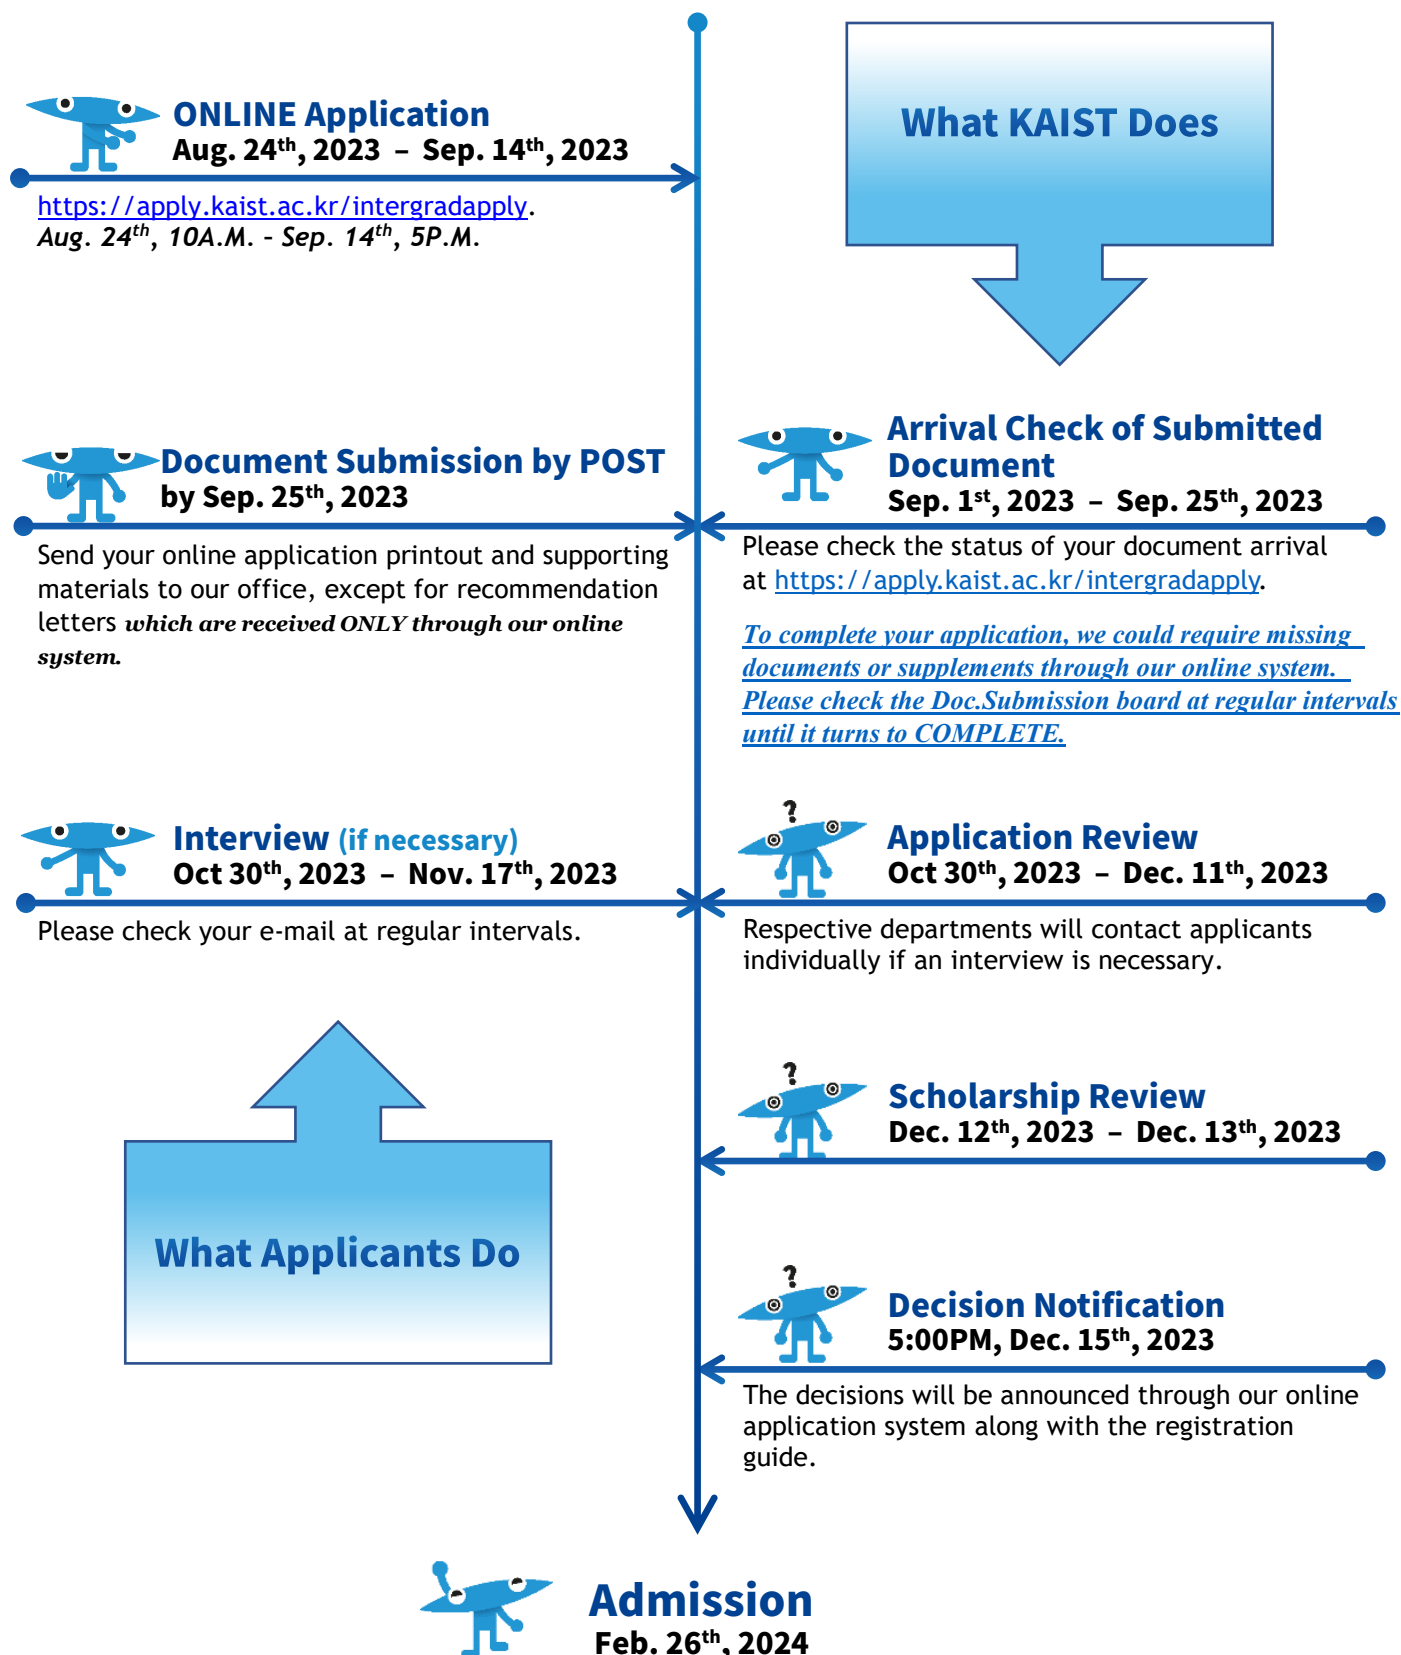 ONLINE Application
Aug. 24th, 2023 – Sep. 14th, 2023
https://apply.kaist.ac.kr/intergradapply.
Aug. 24th, 10A.M. – Sep. 14th, 5P.M.
What KAIST Does
Document Submission by POST
by Sep. 25th, 2023
Send your online application printout and supporting
materials to our office, except for recommendation
letters which are received ONLY through our online
system.
Arrival Check of Submitted
Document
Sep. 1st, 2023 – Sep. 25th, 2023
Please check the status of your document arrival
at https://apply.kaist.ac.kr/intergradapply.
To complete your application, we could require missing
documents or supplements through our online system.
Please check the Doc.Submission board at regular intervals
until it turns to COMPLETE.
Interview (if necessary)
Oct 30th, 2023 – Nov. 17th, 2023
Please check your e-mail at regular intervals.
?
Application Review
Oct 30th, 2023 – Dec. 11th, 2023
Respective departments will contact applicants
individually if an interview is necessary.
?
Scholarship Review
Dec. 12th, 2023 – Dec. 13th, 2023
What Applicants Do
?
Decision Notification
5:00PM, Dec. 15th, 2023
The decisions will be announced through our online
application system along with the registration
guide.
Admission
Feb. 26th, 2024